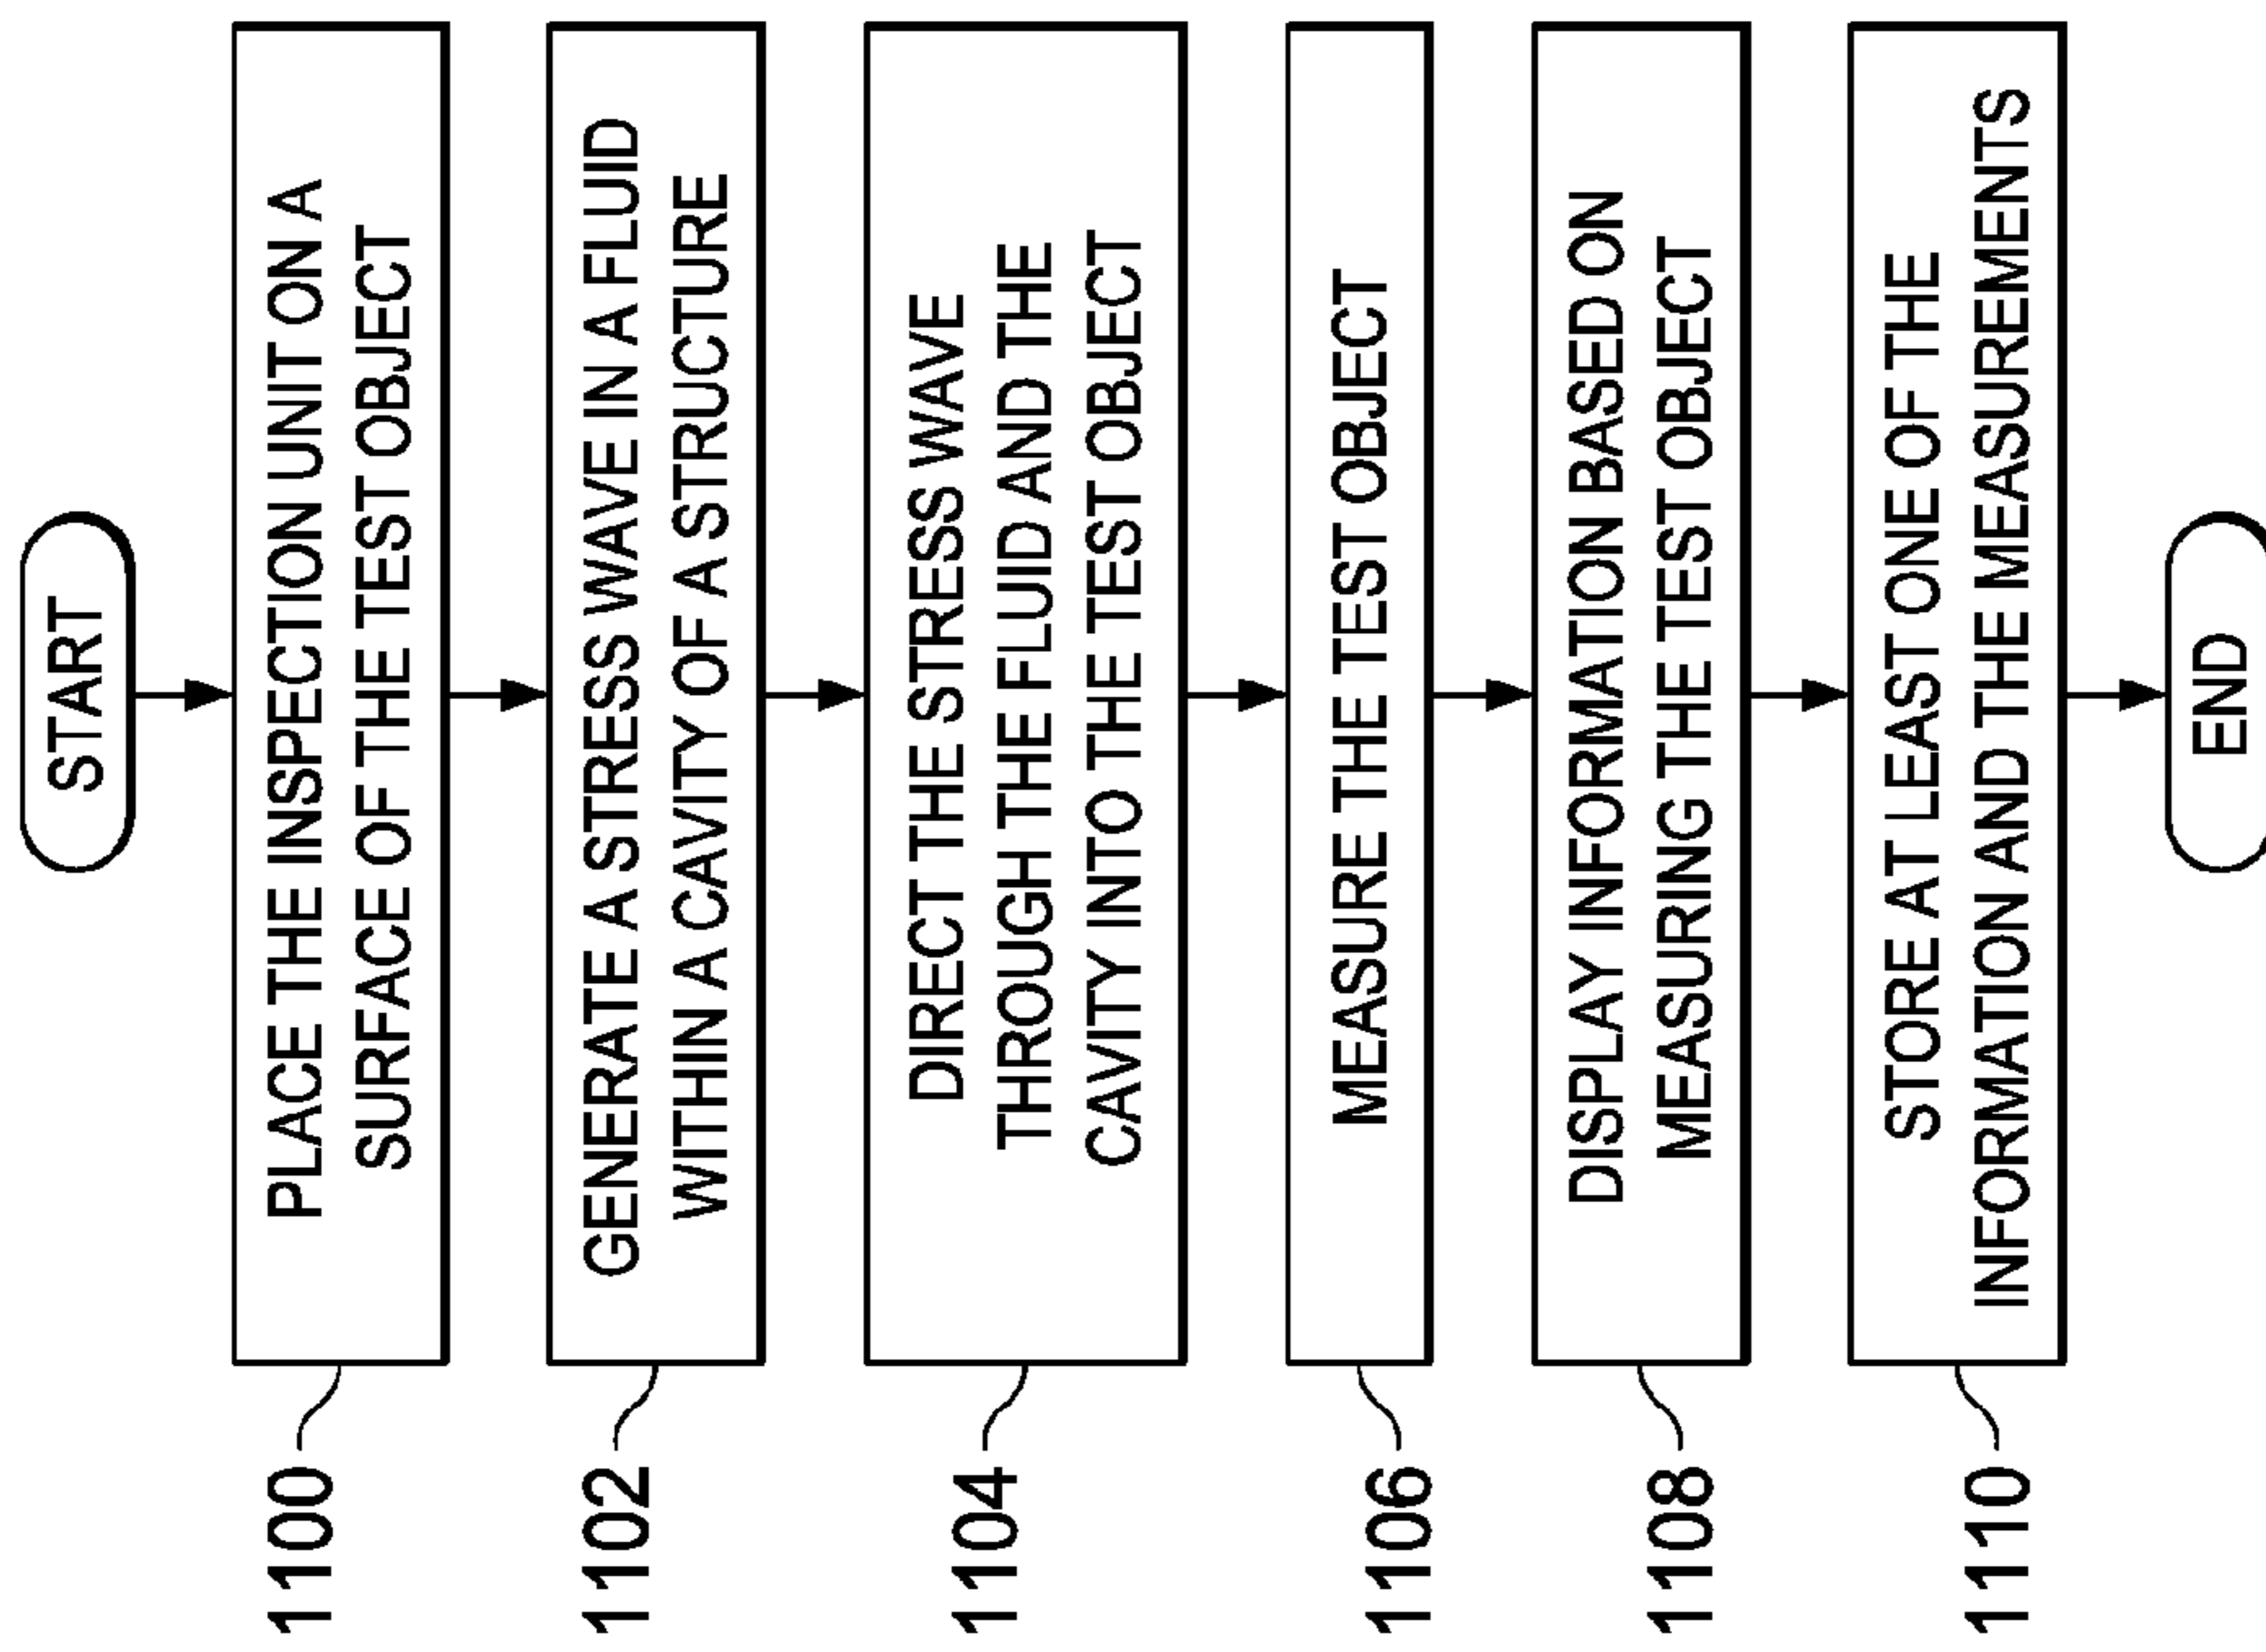 START
1100
PLACE THE INSPECTION UNIT ON A
SURFACE OF THE TEST OBJECT
1102
GENERATE A STRESS WAVE IN A FLUID
WITHIN A CAVITY OF A STRUCTURE
1104
DIRECT THE STRESS WAVE
THROUGH THE FLUID AND THE
CAVITY INTO THE TEST OBJECT
1106
MEASURE THE TEST OBJECT
1108
DISPLAY INFORMATION BASED ON
MEASURING THE TEST OBJECT
1110
STORE AT LEAST ONE OF THE
INFORMATION AND THE MEASUREMENTS
END